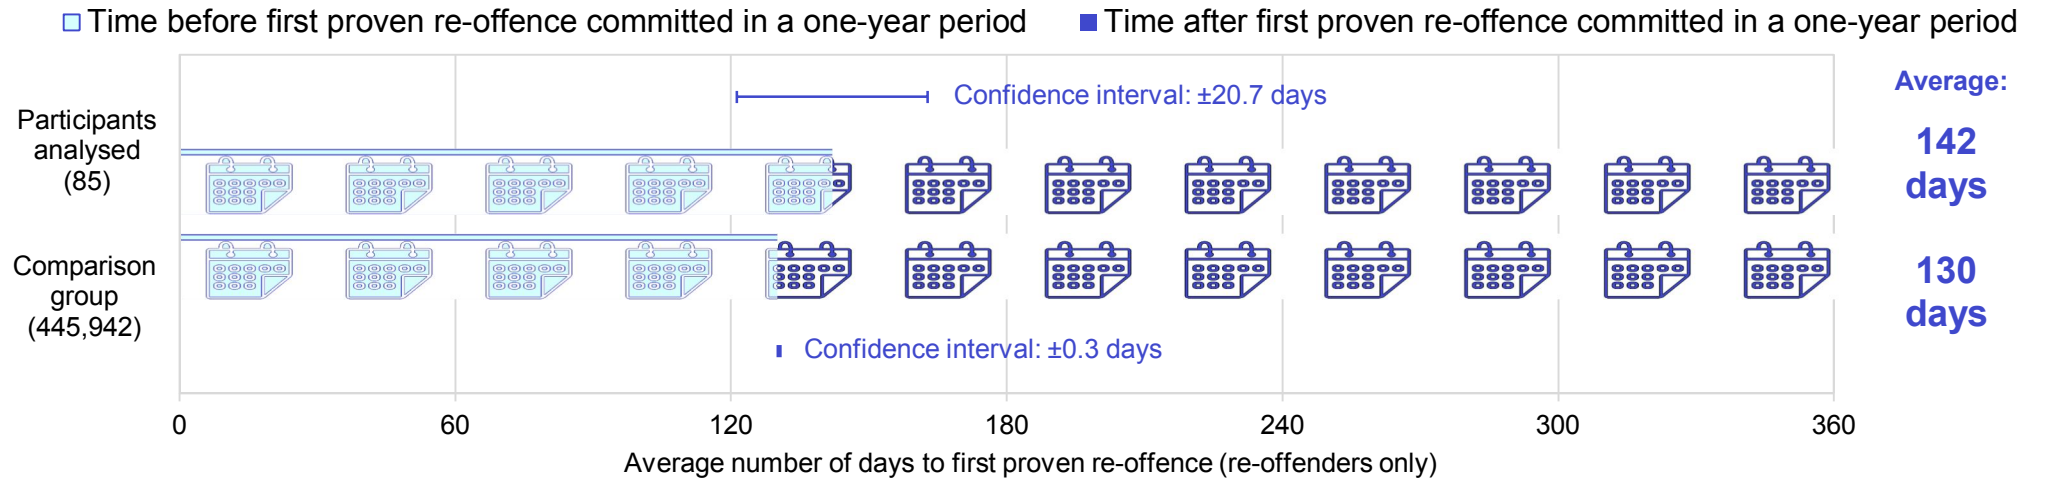 Time before first proven re-offence committed in a one-year period
Time after first proven re-offence committed in a one-year period
Average:
Confidence interval: ±20.7 days
Participants
analysed
(85)
142
days
Comparison
group
(445,942)
130
days
Confidence interval: ±0.3 days
0 60 120 180 240 300 360
Average number of days to first proven re-offence (re-offenders only)